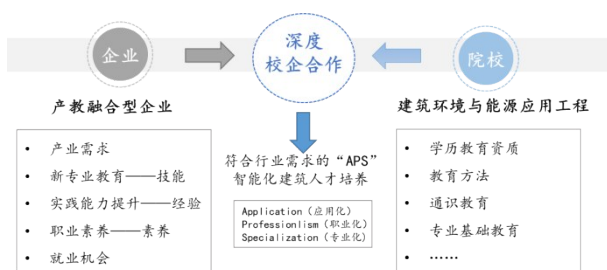 企业
深度
校企合作
院校
产教融合型企业
建筑环境与能源应用工程
• 产业需求
• 新专业教育——技能
• 实践能力提升——经验
• 职业素养——素养
• 就业机会
符合行业需求的“APS”
智能化建筑人才培养
Application（应用化）
Professionlism（职业化）
Specialization（专业化）
• 学历教育资质
• 教育方法
• 通识教育
• 专业基础教育
• ……